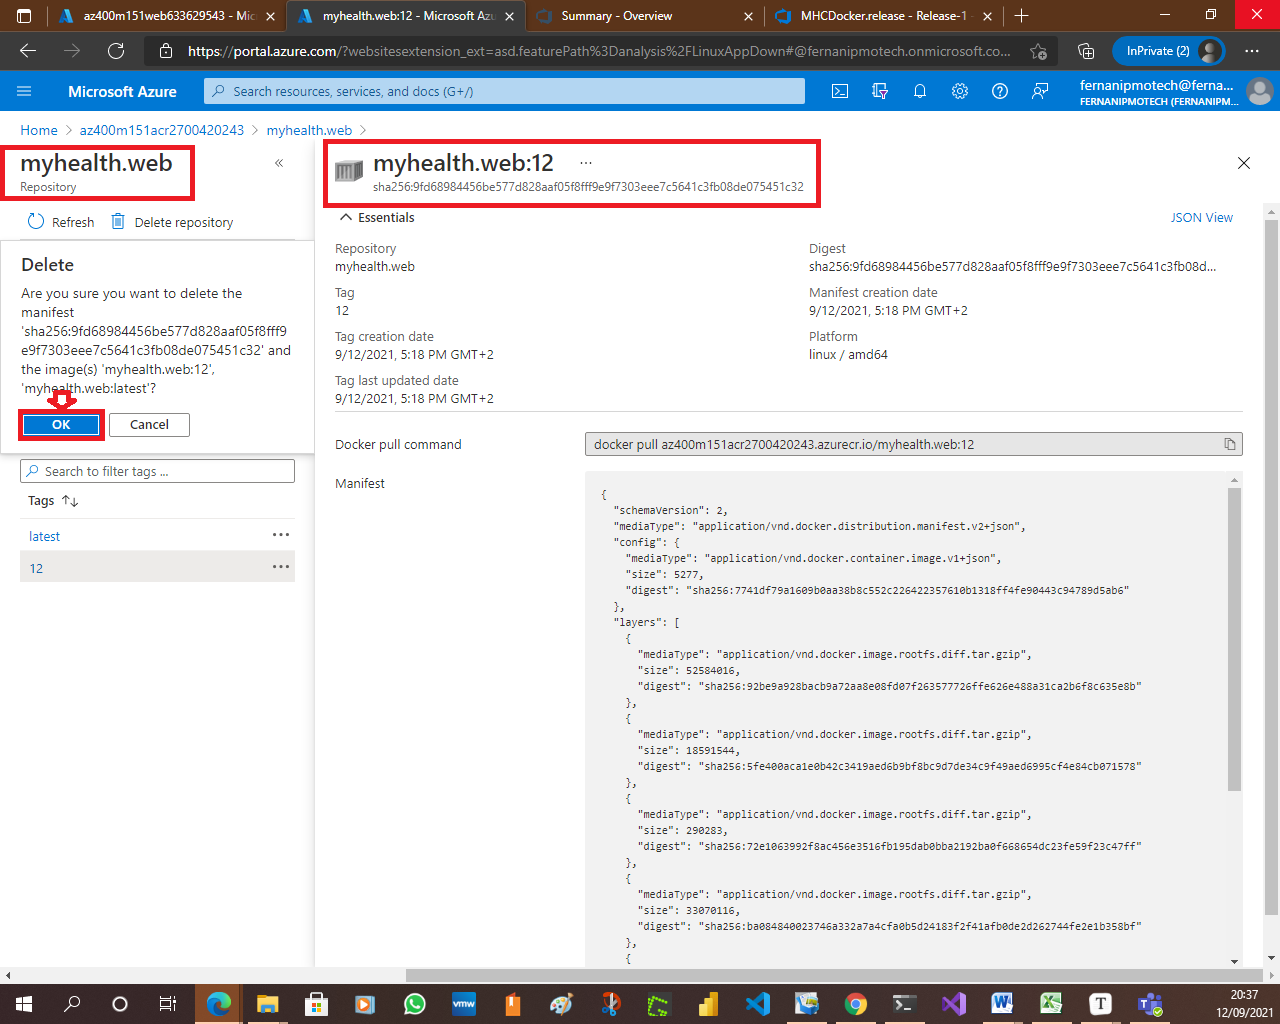 az400m151web633629543 - Mic
myhealth.web:12 - Microsoft Azu
Summary - Overview
MHCDocker.release - Release-1 -
https://portal.azure.com/?websitesextension_ext=asd.featurePath%3Danalysis%2FLinuxAppDown#@fernanipmotech.onmicrosoft.co...
InPrivate (2)
Microsoft Azure
Search resources, services, and docs (G+/)
fernanipmotech@ferna...
FERNANIPMOTECH (FERNANIPM...
Home
az400m151acr2700420243
myhealth.web
myhealth.web
Repository
Refresh
Delete repository
Delete
Are you sure you want to delete the
manifest
'sha256:9fd68984456be577d828aaf05f8fff9
e9f7303eee7c5641c3fb08de075451c32' and
the image(s) 'myhealth.web:12',
'myhealth.web:latest'?
OK
Cancel
Search to filter tags ...
Tags
latest
12
myhealth.web:12
sha256:9fd68984456be577d828aaf05f8fff9e9f7303eee7c5641c3fb08de075451c32
Essentials
JSON View
Repository
myhealth.web
Digest
sha256:9fd68984456be577d828aaf05f8fff9e9f7303eee7c5641c3fb08d...
Tag
12
Manifest creation date
9/12/2021, 5:18 PM GMT+2
Tag creation date
9/12/2021, 5:18 PM GMT+2
Platform
linux / amd64
Tag last updated date
9/12/2021, 5:18 PM GMT+2
Docker pull command
docker pull az400m151acr2700420243.azurecr.io/myhealth.web:12
Manifest
{
"schemaVersion": 2,
"mediaType": "application/vnd.docker.distribution.manifest.v2+json",
"config": {
"mediaType": "application/vnd.docker.container.image.v1+json",
"size": 5277,
"digest": "sha256:7741df79a1609b0aa38b8c552c226422357610b1318ff4fe90443c94789d5ab6"
},
"layers": [
{
"mediaType": "application/vnd.docker.image.rootfs.diff.tar.gzip",
"size": 52584016,
"digest": "sha256:92be9a928bacb9a72aa8e08fd07f263577726ffe626e488a31ca2b6f8c635e8b"
},
{
"mediaType": "application/vnd.docker.image.rootfs.diff.tar.gzip",
"size": 18591544,
"digest": "sha256:5fe400aca1e0b42c3419aed6b9bf8bc9d7de34c9f49aed6995cf4e84cb071578"
},
{
"mediaType": "application/vnd.docker.image.rootfs.diff.tar.gzip",
"size": 290283,
"digest": "sha256:72e1063992f8ac456e3516fb195dab0bba2192ba0f668654dc23fe59f23c47ff"
},
{
"mediaType": "application/vnd.docker.image.rootfs.diff.tar.gzip",
"size": 33070116,
"digest": "sha256:ba084840023746a332a7a4cfa0b5d24183f2f41afb0de2d262744fe2e1b358bf"
},
{
vmw
20:37
12/09/2021